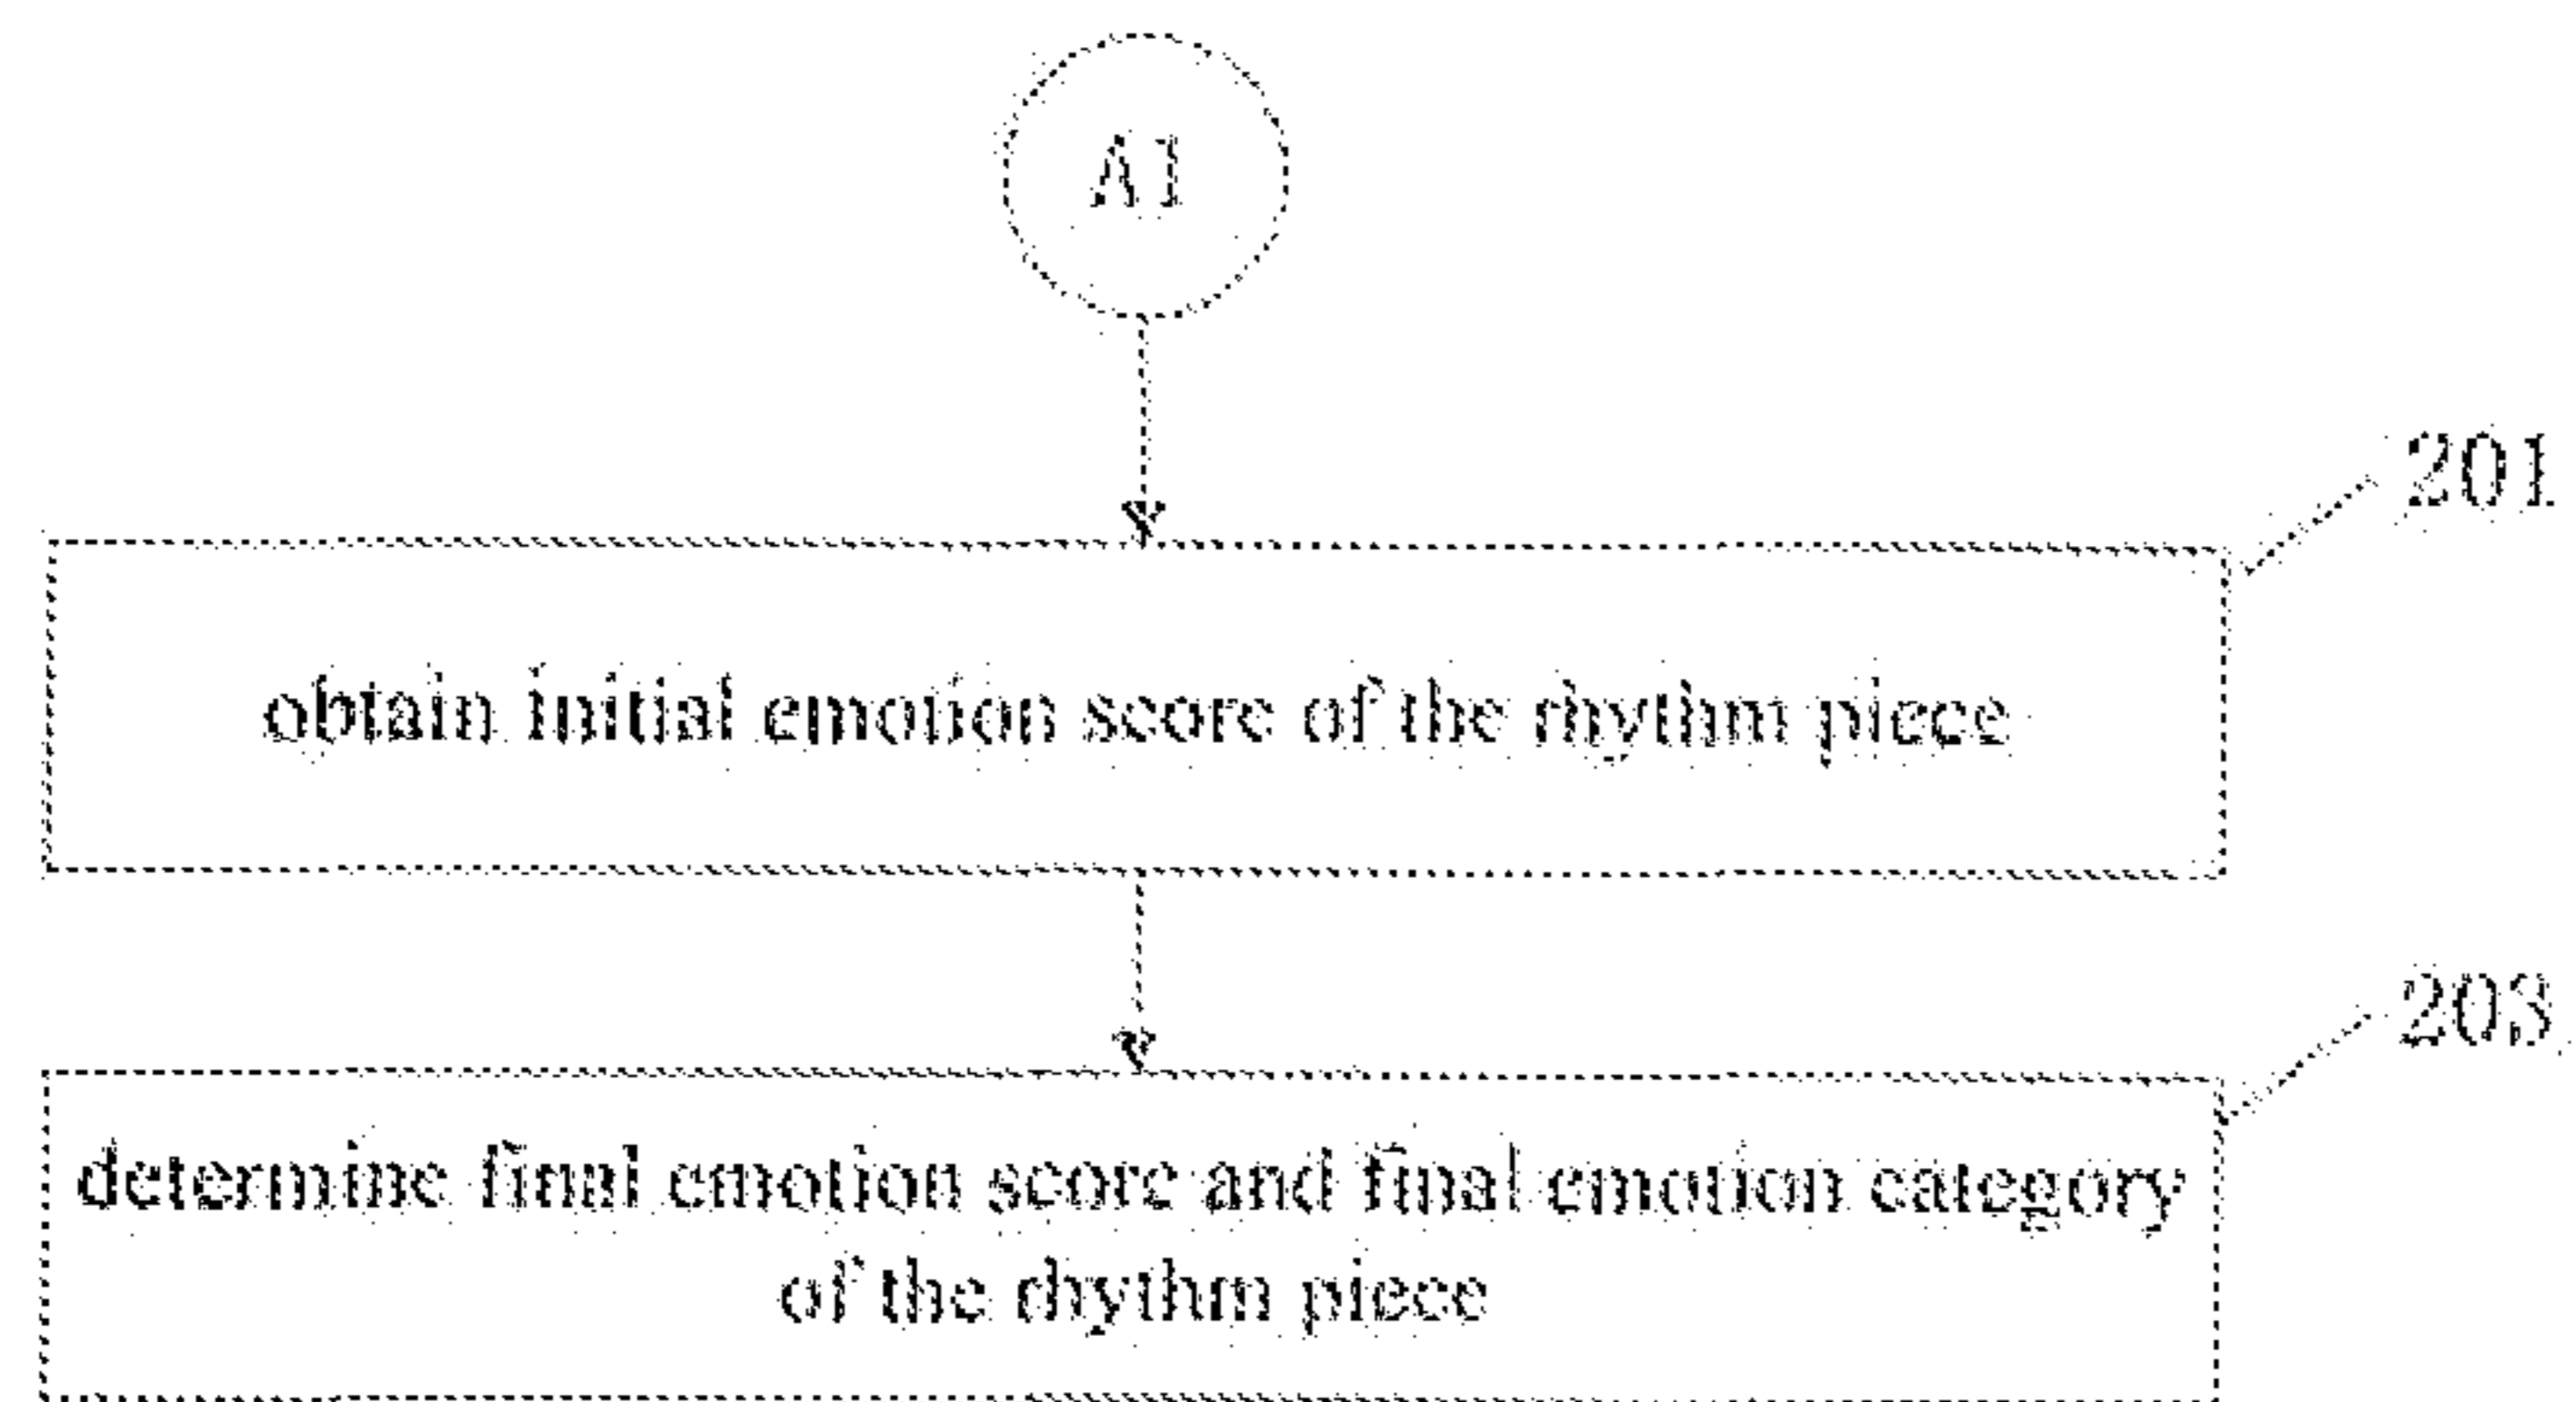 A1
201
obtain initial emotion score of the rhythm piece
203
determine final emotion score and final emotion category
of the rhythm piece